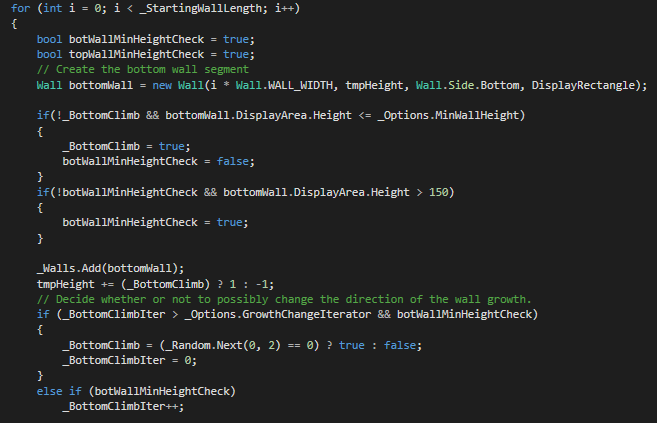 for (int i = 0; i < _StartingWallLength; i++)
{
bool botWallMinHeightCheck = true;
bool topWallMinHeightCheck = true;
// Create the bottom wall segment
Wall bottomWall = new Wall(i * Wall.WALL_WIDTH, tmpHeight, Wall.Side.Bottom, DisplayRectangle);
if(!_BottomClimb && bottomWall.DisplayArea.Height <= _Options.MinWallHeight)
{
_BottomClimb = true;
botWallMinHeightCheck = false;
}
if(!botWallMinHeightCheck && bottomWall.DisplayArea.Height > 150)
{
botWallMinHeightCheck = true;
}
_Walls.Add(bottomWall);
tmpHeight += (_BottomClimb) ? 1 : -1;
// Decide whether or not to possibly change the direction of the wall growth.
if (_BottomClimbIter > _Options.GrowthChangeIterator && botWallMinHeightCheck)
{
_BottomClimb = (_Random.Next(0, 2) == 0) ? true : false;
_BottomClimbIter = 0;
}
else if (botWallMinHeightCheck)
_BottomClimbIter++;